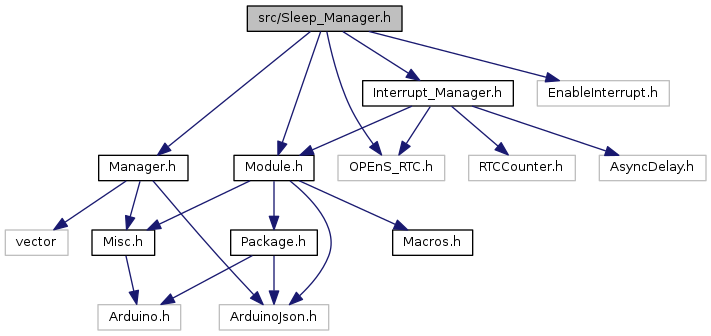 src/Sleep_Manager.h
Interrupt_Manager.h
EnableInterrupt.h
Manager.h
Module.h
OPEnS_RTC.h
RTCCounter.h
AsyncDelay.h
vector
Misc.h
Package.h
Macros.h
Arduino.h
ArduinoJson.h